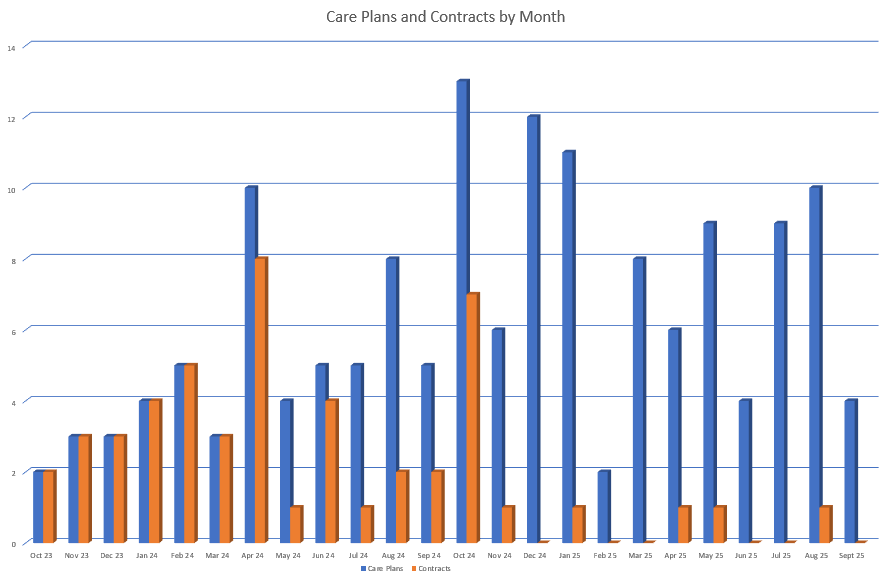 Care Plans and Contracts by Month
14
12
10
8
6
4
2
0
Oct 23 Nov 23 Dec 23 Jan 24 Feb 24 Mar 24 Apr 24 May 24 Jun 24 Jul 24 Aug 24 Sep 24 Oct 24 Nov 24 Dec 24 Jan 25 Feb 25 Mar 25 Apr 25 May 25 Jun 25 Jul 25 Aug 25 Sept 25
Care Plans Contracts